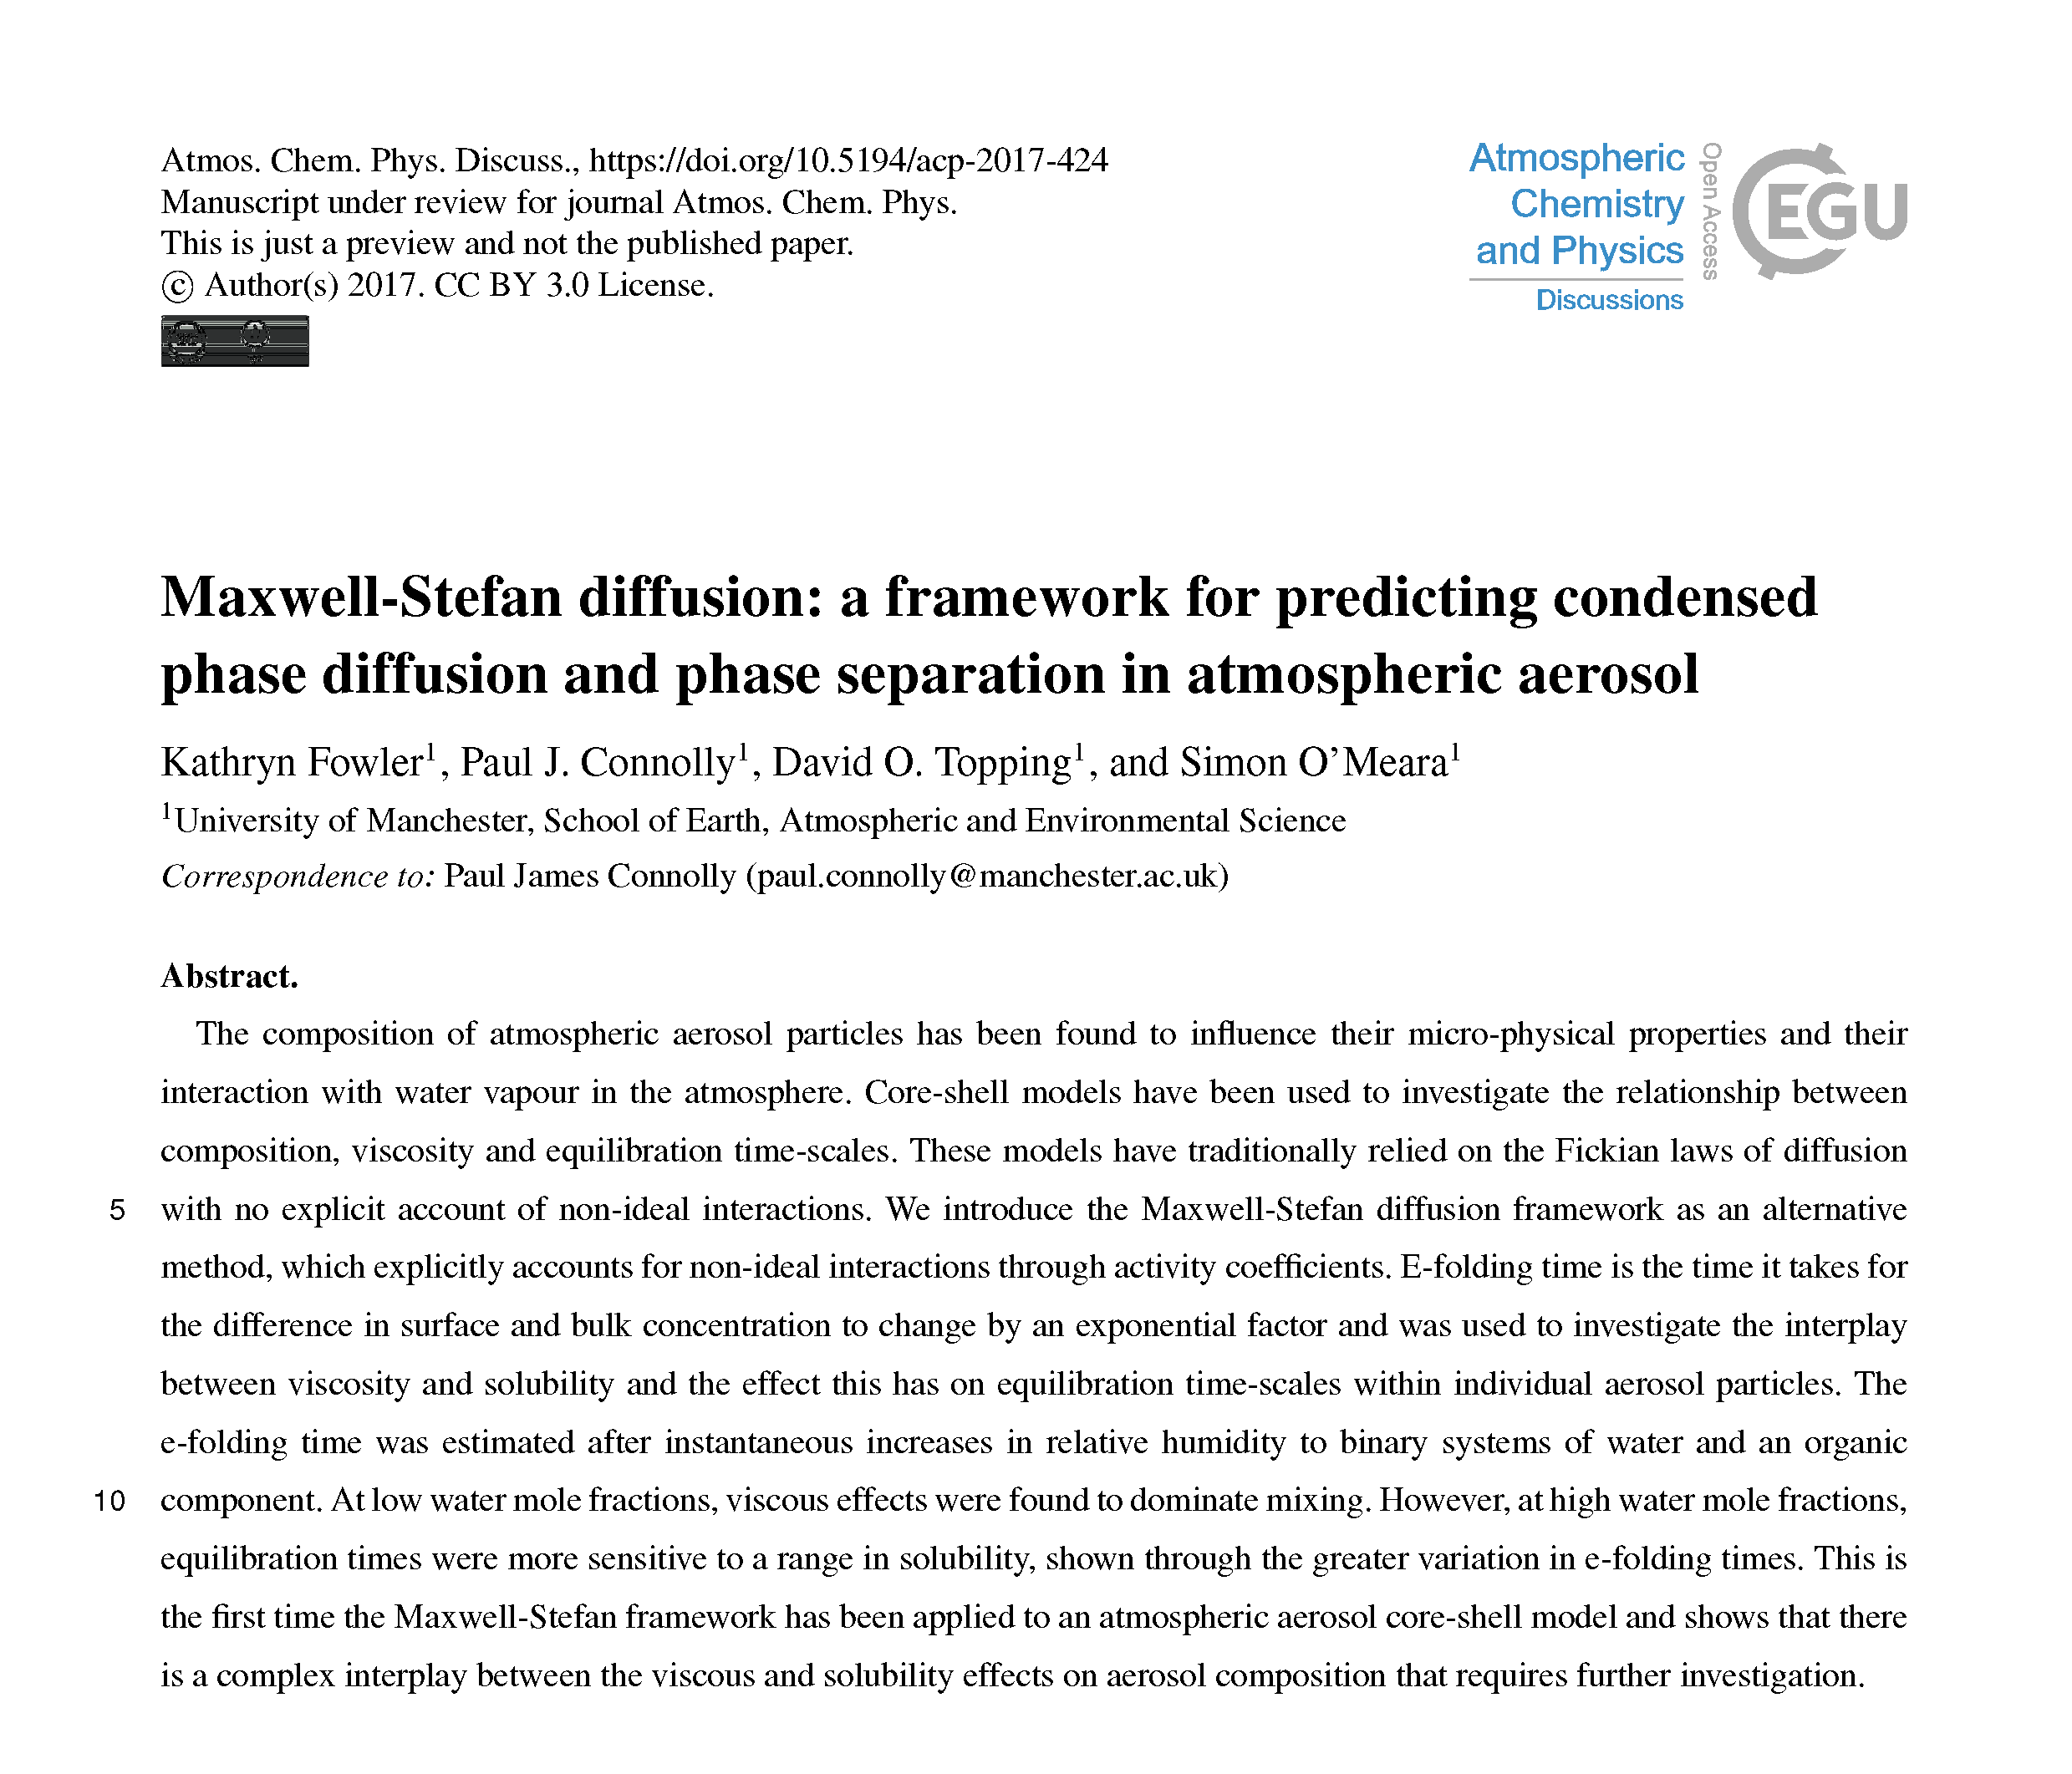 Atmos. Chem. Phys. Discuss., https://doi.org/10.5194/acp-2017-424
Manuscript under review for journal Atmos. Chem. Phys.
This is just a preview and not the published paper.
© Author(s) 2017. CC BY 3.0 License.
Atmospheric
Chemistry
and Physics
Discussions
Open Access
EGU
Maxwell-Stefan diffusion: a framework for predicting condensed
phase diffusion and phase separation in atmospheric aerosol
Kathryn Fowler¹, Paul J. Connolly¹, David O. Topping¹, and Simon O’Meara¹
¹University of Manchester, School of Earth, Atmospheric and Environmental Science
Correspondence to: Paul James Connolly (paul.connolly@manchester.ac.uk)
Abstract.
The composition of atmospheric aerosol particles has been found to influence their micro-physical properties and their
interaction with water vapour in the atmosphere. Core-shell models have been used to investigate the relationship between
composition, viscosity and equilibration time-scales. These models have traditionally relied on the Fickian laws of diffusion
5 with no explicit account of non-ideal interactions. We introduce the Maxwell-Stefan diffusion framework as an alternative
method, which explicitly accounts for non-ideal interactions through activity coefficients. E-folding time is the time it takes for
the difference in surface and bulk concentration to change by an exponential factor and was used to investigate the interplay
between viscosity and solubility and the effect this has on equilibration time-scales within individual aerosol particles. The
e-folding time was estimated after instantaneous increases in relative humidity to binary systems of water and an organic
10 component. At low water mole fractions, viscous effects were found to dominate mixing. However, at high water mole fractions,
equilibration times were more sensitive to a range in solubility, shown through the greater variation in e-folding times. This is
the first time the Maxwell-Stefan framework has been applied to an atmospheric aerosol core-shell model and shows that there
is a complex interplay between the viscous and solubility effects on aerosol composition that requires further investigation.